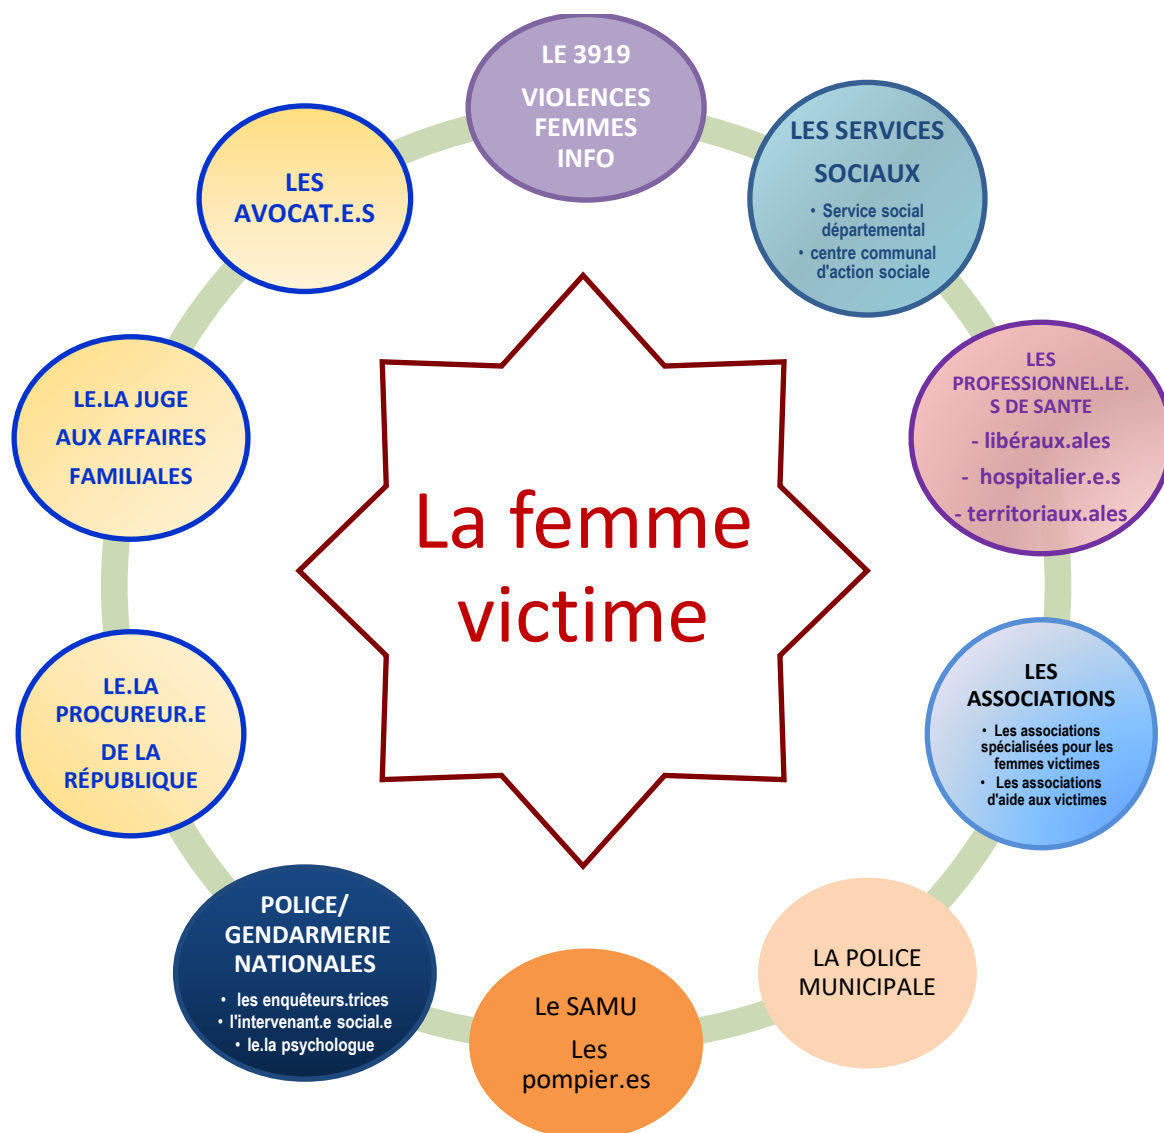 LE 3919
VIOLENCES
FEMMES
INFO
LES SERVICES
SOCIAUX
• Service social
départemental
• centre communal
d'action sociale
LES
PROFESSIONNEL.LE.
S DE SANTE
- libéraux.ales
- hospitalier.e.s
- territoriaux.ales
LES
ASSOCIATIONS
• Les associations
spécialisées pour les
femmes victimes
• Les associations
d'aide aux victimes
LA POLICE
MUNICIPALE
Le SAMU
Les
pompier.es
POLICE/
GENDARMERIE
NATIONALES
• les enquêteurs.trices
• l'intervenant.e social.e
• le.la psychologue
LE.LA
PROCUREUR.E
DE LA
RÉPUBLIQUE
LE.LA JUGE
AUX AFFAIRES
FAMILIALES
LES
AVOCAT.E.S
La femme
victime